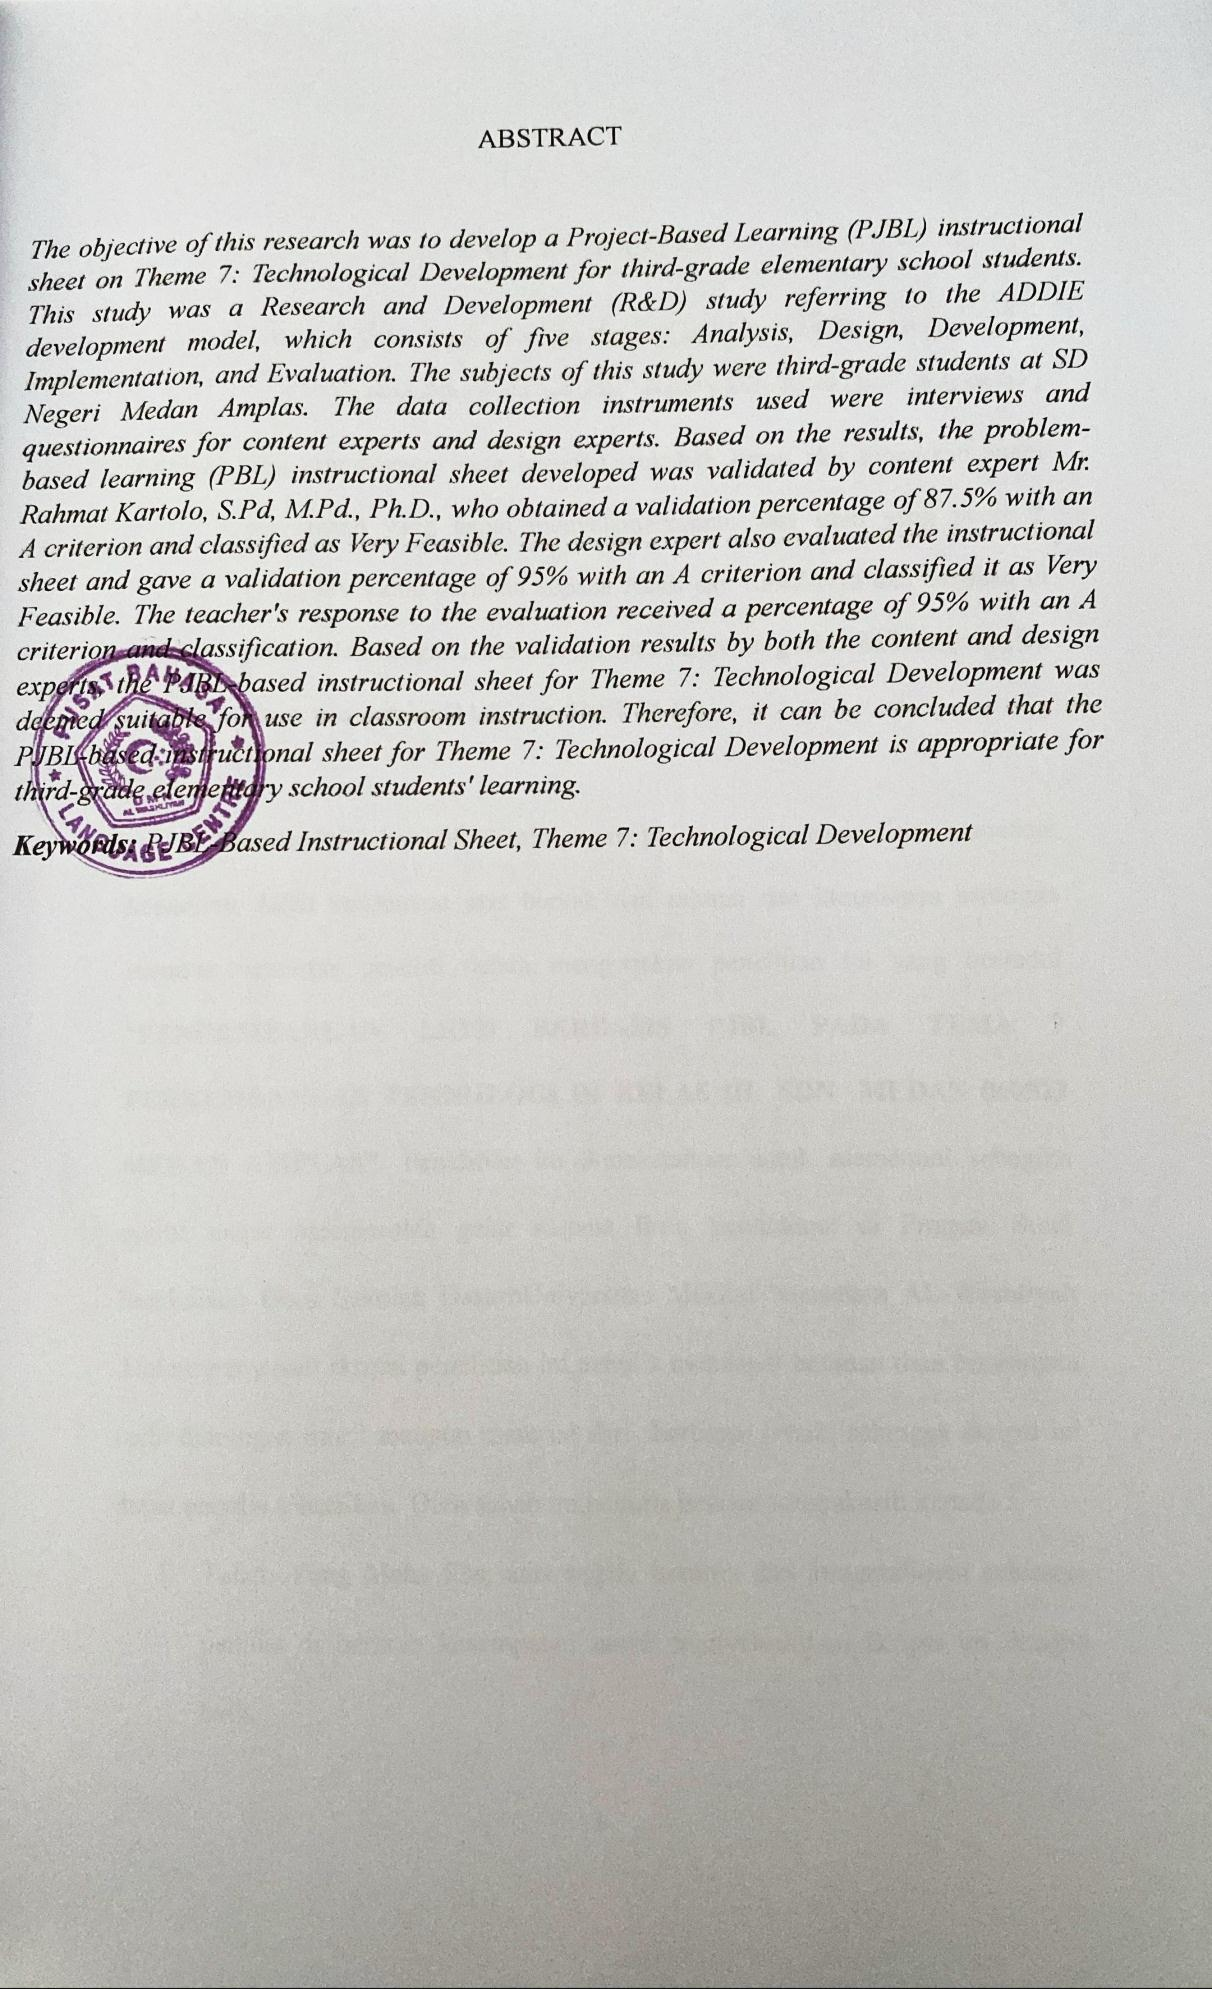 ABSTRACT
The objective of this research was to develop a Project-Based Learning (PJBL) instructional
sheet on Theme 7: Technological Development for third-grade elementary school students.
This study was a Research and Development (R&D) study referring to the ADDIE
development model, which consists of five stages: Analysis, Design, Development,
Implementation, and Evaluation. The subjects of this study were third-grade students at SD
Negeri Medan Amplas. The data collection instruments used were interviews and
questionnaires for content experts and design experts. Based on the results, the problem-
based learning (PBL) instructional sheet developed was validated by content expert Mr.
Rahmat Kartolo, S.Pd, M.Pd., Ph.D., who obtained a validation percentage of 87.5% with an
A criterion and classified as Very Feasible. The design expert also evaluated the instructional
sheet and gave a validation percentage of 95% with an A criterion and classified it as Very
Feasible. The teacher's response to the evaluation received a percentage of 95% with an A
criterion and classification. Based on the validation results by both the content and design
experts, the PJBL-based instructional sheet for Theme 7: Technological Development was
deemed suitable for use in classroom instruction. Therefore, it can be concluded that the
PJBL-based instructional sheet for Theme 7: Technological Development is appropriate for
third-grade elementary school students' learning.
Keywords: PJBL-Based Instructional Sheet, Theme 7: Technological Development
PUSAT BAHASA
UMN
AL WASHLIYAH
LANGUAGE CENTRE